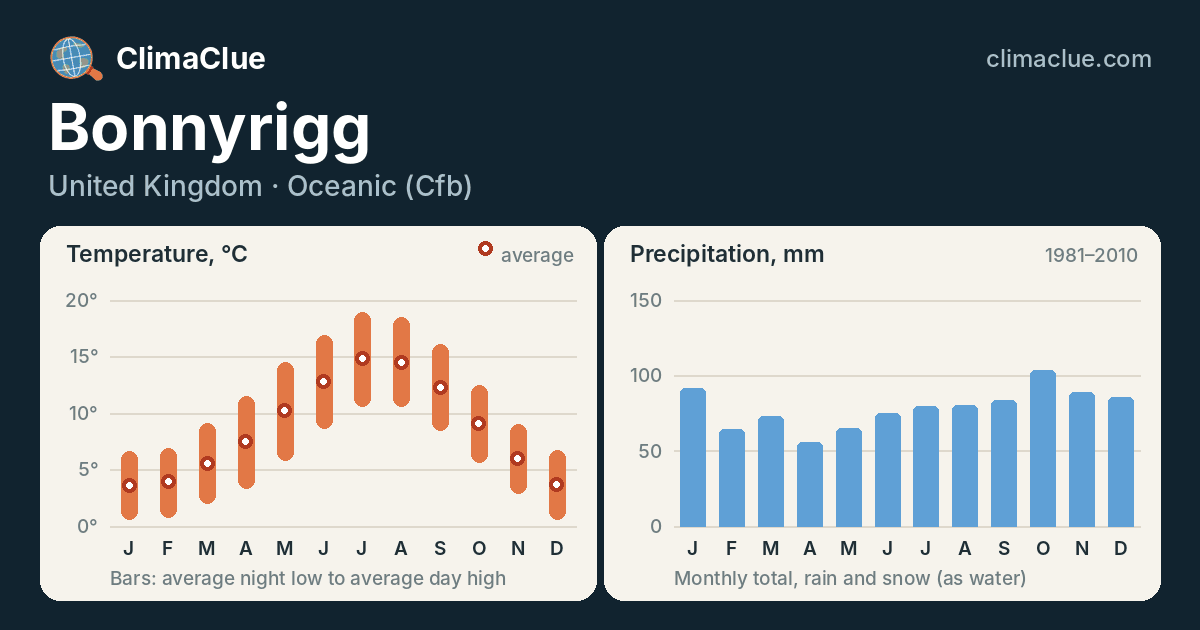 ClimaClue
climaclue.com
Bonnyrigg
United Kingdom · Oceanic (Cfb)
Temperature, °C
average
20°
15°
10°
5°
0°
J F M A M J J A S O N D
Bars: average night low to average day high
Precipitation, mm
1981–2010
150
100
50
0
J F M A M J J A S O N D
Monthly total, rain and snow (as water)